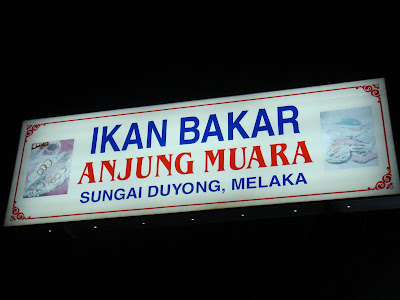 IKAN BAKAR
ANJUNG MUARA
SUNGAI DUYONG, MELAKA